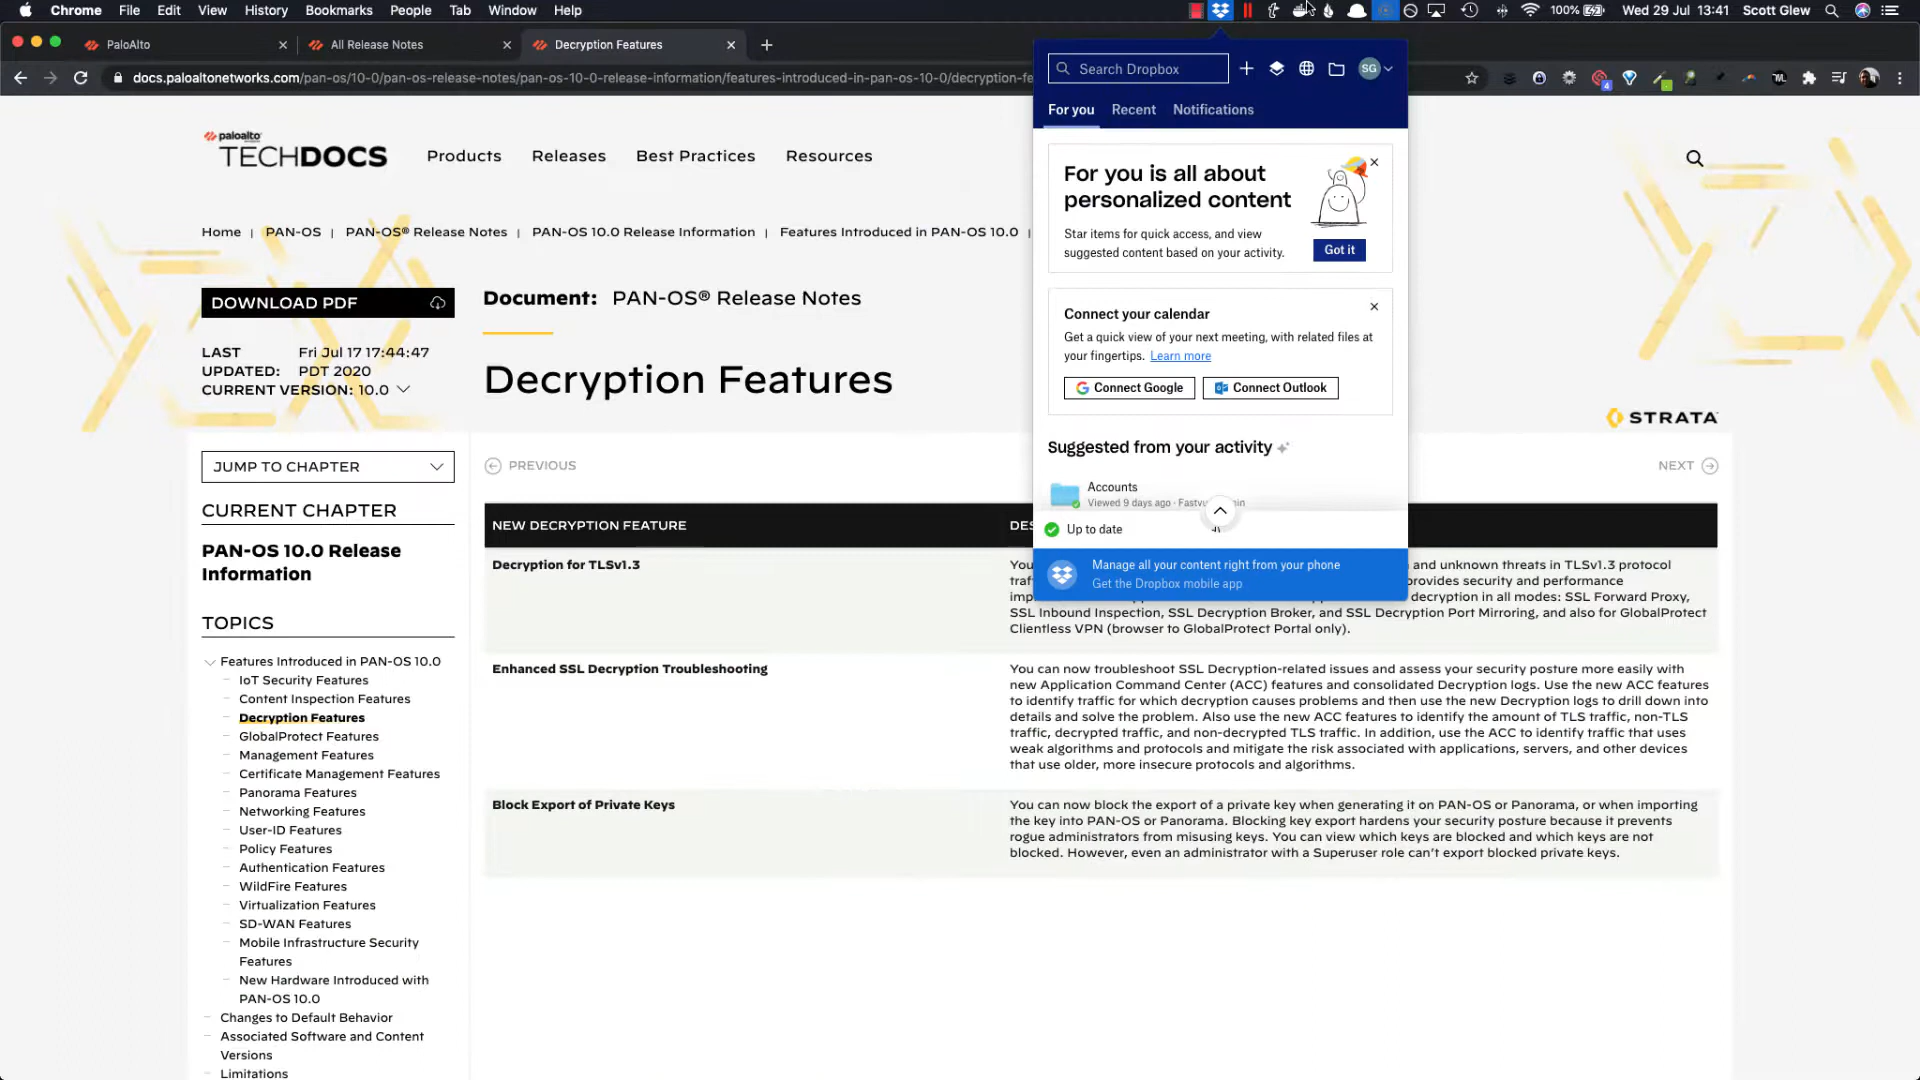 Chrome File Edit View History Bookmarks People Tab Window Help
100% Wed 29 Jul 13:41 Scott Glew
PaloAlto
All Release Notes
Decryption Features
docs.paloaltonetworks.com/pan-os/10-0/pan-os-release-notes/pan-os-10-0-release-information/features-introduced-in-pan-os-10-0/decryption-fe
4
Search Dropbox
SG
For you Recent Notifications
For you is all about
personalized content
Star items for quick access, and view
suggested content based on your activity.
Got it
Connect your calendar
Get a quick view of your next meeting, with related files at
your fingertips. Learn more
Connect Google Connect Outlook
Suggested from your activity
Accounts
Viewed 9 days ago
Up to date
Manage all your content right from your phone
Get the Dropbox mobile app
paloalto
TECHDOCS
Products Releases Best Practices Resources
Home | PAN-OS | PAN-OS® Release Notes | PAN-OS 10.0 Release Information | Features Introduced in PAN-OS 10.0 |
DOWNLOAD PDF
LAST UPDATED: Fri Jul 17 17:44:47 PDT 2020
CURRENT VERSION: 10.0
Document: PAN-OS® Release Notes
Decryption Features
STRATA
JUMP TO CHAPTER
CURRENT CHAPTER
PAN-OS 10.0 Release
Information
TOPICS
Features Introduced in PAN-OS 10.0
IoT Security Features
Content Inspection Features
Decryption Features
GlobalProtect Features
Management Features
Certificate Management Features
Panorama Features
Networking Features
User-ID Features
Policy Features
Authentication Features
WildFire Features
Virtualization Features
SD-WAN Features
Mobile Infrastructure Security
Features
New Hardware Introduced with
PAN-OS 10.0
Changes to Default Behavior
Associated Software and Content
Versions
Limitations
PREVIOUS
NEXT
NEW DECRYPTION FEATURE
DES
Decryption for TLSv1.3
You and unknown threats in TLSv1.3 protocol
traf provides security and performance
imp decryption in all modes: SSL Forward Proxy,
SSL Inbound Inspection, SSL Decryption Broker, and SSL Decryption Port Mirroring, and also for GlobalProtect
Clientless VPN (browser to GlobalProtect Portal only).
Enhanced SSL Decryption Troubleshooting
You can now troubleshoot SSL Decryption-related issues and assess your security posture more easily with
new Application Command Center (ACC) features and consolidated Decryption logs. Use the new ACC features
to identify traffic for which decryption causes problems and then use the new Decryption logs to drill down into
details and solve the problem. Also use the new ACC features to identify the amount of TLS traffic, non-TLS
traffic, decrypted traffic, and non-decrypted TLS traffic. In addition, use the ACC to identify traffic that uses
weak algorithms and protocols and mitigate the risk associated with applications, servers, and other devices
that use older, more insecure protocols and algorithms.
Block Export of Private Keys
You can now block the export of a private key when generating it on PAN-OS or Panorama, or when importing
the key into PAN-OS or Panorama. Blocking key export hardens your security posture because it prevents
rogue administrators from misusing keys. You can view which keys are blocked and which keys are not
blocked. However, even an administrator with a Superuser role can't export blocked private keys.